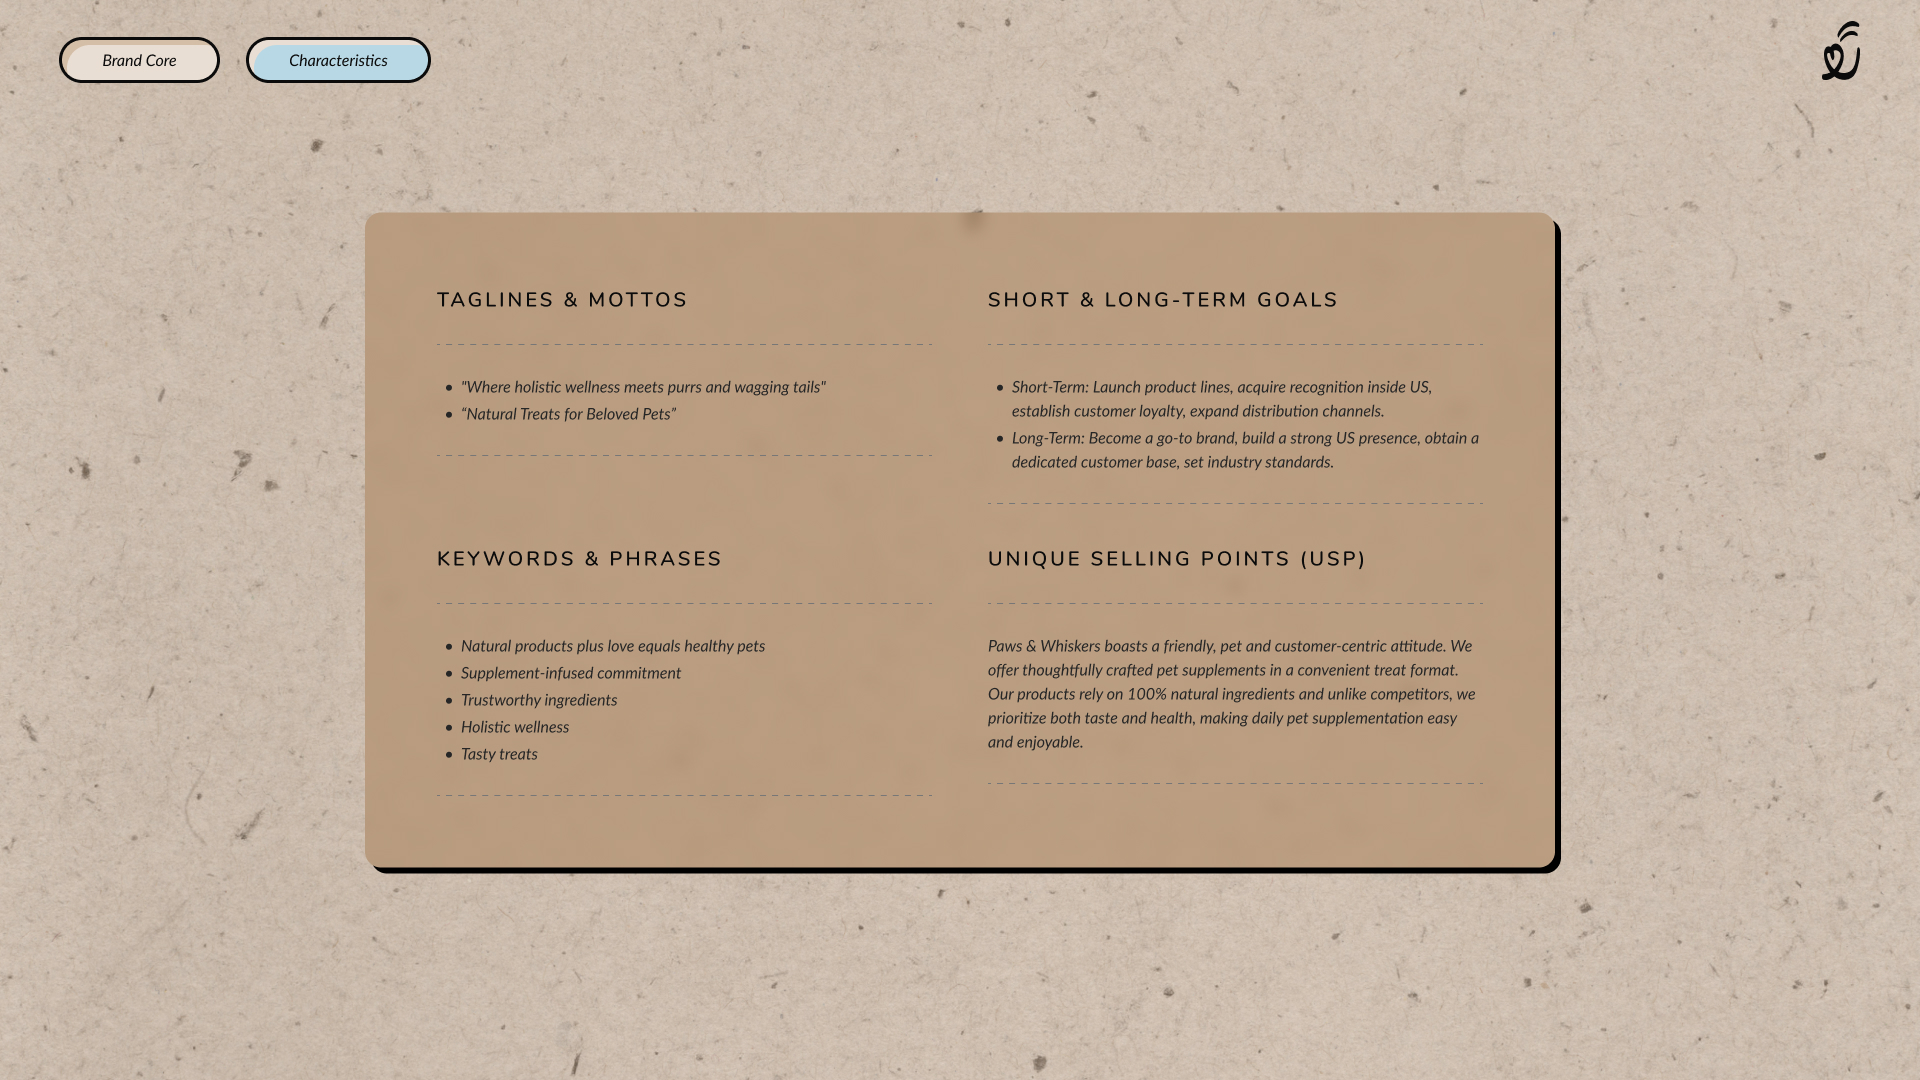 Brand Core
Characteristics
TAGLINES & MOTTOS
• "Where holistic wellness meets purrs and wagging tails"
• “Natural Treats for Beloved Pets”
SHORT & LONG-TERM GOALS
• Short-Term: Launch product lines, acquire recognition inside US,
establish customer loyalty, expand distribution channels.
• Long-Term: Become a go-to brand, build a strong US presence, obtain a
dedicated customer base, set industry standards.
KEYWORDS & PHRASES
• Natural products plus love equals healthy pets
• Supplement-infused commitment
• Trustworthy ingredients
• Holistic wellness
• Tasty treats
UNIQUE SELLING POINTS (USP)
Paws & Whiskers boasts a friendly, pet and customer-centric attitude. We
offer thoughtfully crafted pet supplements in a convenient treat format.
Our products rely on 100% natural ingredients and unlike competitors, we
prioritize both taste and health, making daily pet supplementation easy
and enjoyable.